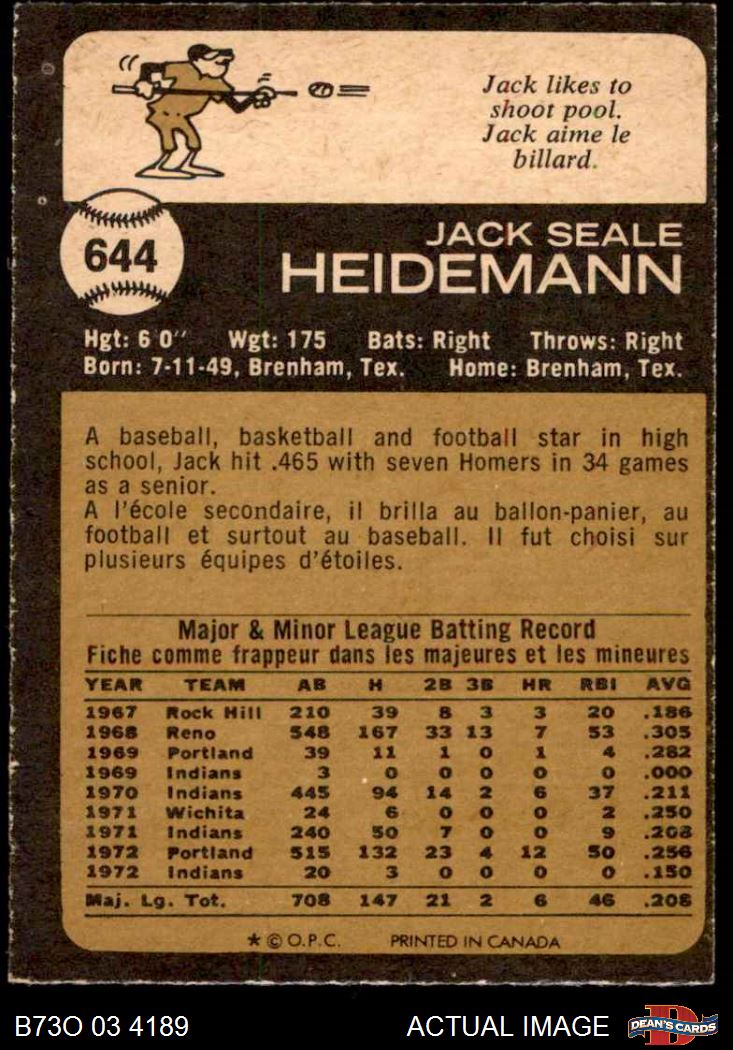 Jack likes to
shoot pool.
Jack aime le
billard.
644
JACK SEALE
HEIDEMANN
Hgt: 6 0" Wgt: 175 Bats: Right Throws: Right
Born: 7-11-49, Brenham, Tex. Home: Brenham, Tex.
A baseball, basketball and football star in high
school, Jack hit .465 with seven Homers in 34 games
as a senior.
A l'école secondaire, il brilla au ballon-panier, au
football et surtout au baseball. Il fut choisi sur
plusieurs équipes d'étoiles.
Major & Minor League Batting Record
Fiche comme frappeur dans les majeures et les mineures
YEAR TEAM AB H 2B 3B HR RBI AVG
1967 Rock Hill 210 39 8 3 3 20 .186
1968 Reno 548 167 33 13 7 53 .305
1969 Portland 39 11 1 0 1 4 .282
1969 Indians 3 0 0 0 0 0 .000
1970 Indians 445 94 14 2 6 37 .211
1971 Wichita 24 6 0 0 0 2 .250
1971 Indians 240 50 7 0 0 9 .208
1972 Portland 515 132 23 4 12 50 .256
1972 Indians 20 3 0 0 0 0 .150
Maj. Lg. Tot. 708 147 21 2 6 46 .208
★ © O.P.C. PRINTED IN CANADA
B73O 03 4189 ACTUAL IMAGE DEAN'S CARDS